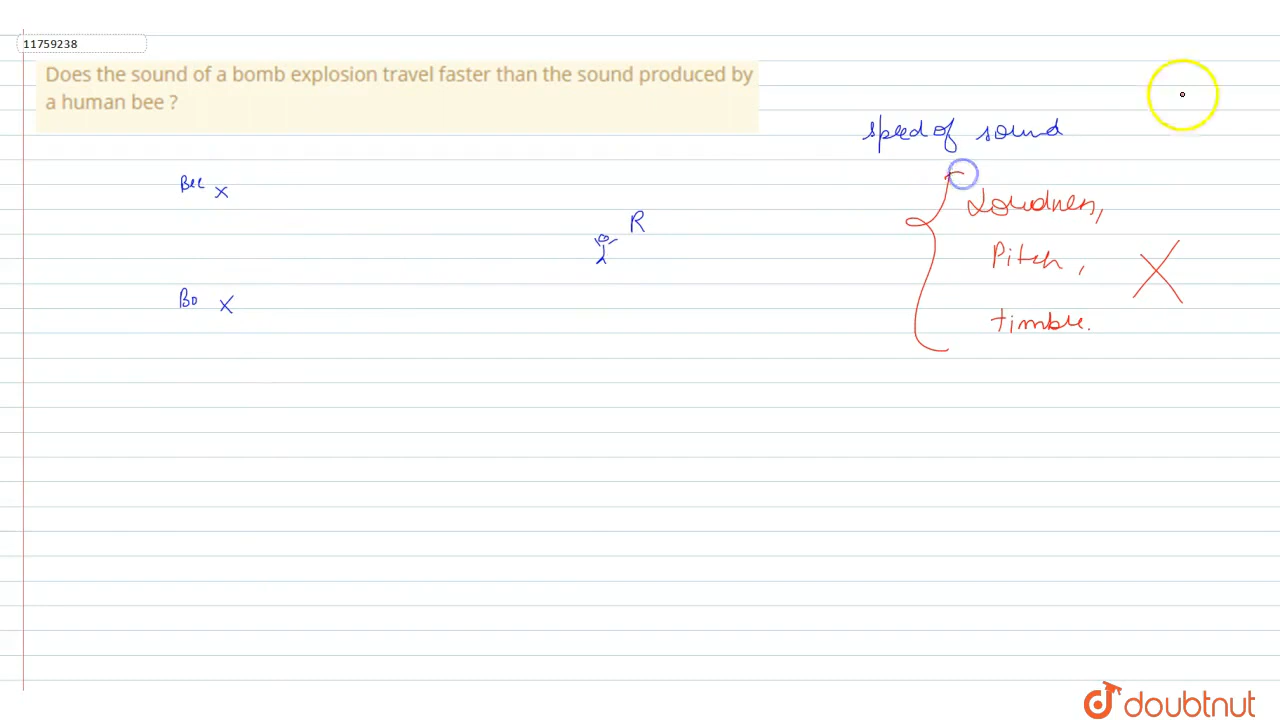 11759238
Does the sound of a bomb explosion travel faster than the sound produced by
a human bee ?
speed of sound
Bee x
Loudness,
R
Pitch,
Bo x
timbre.
doubtnut